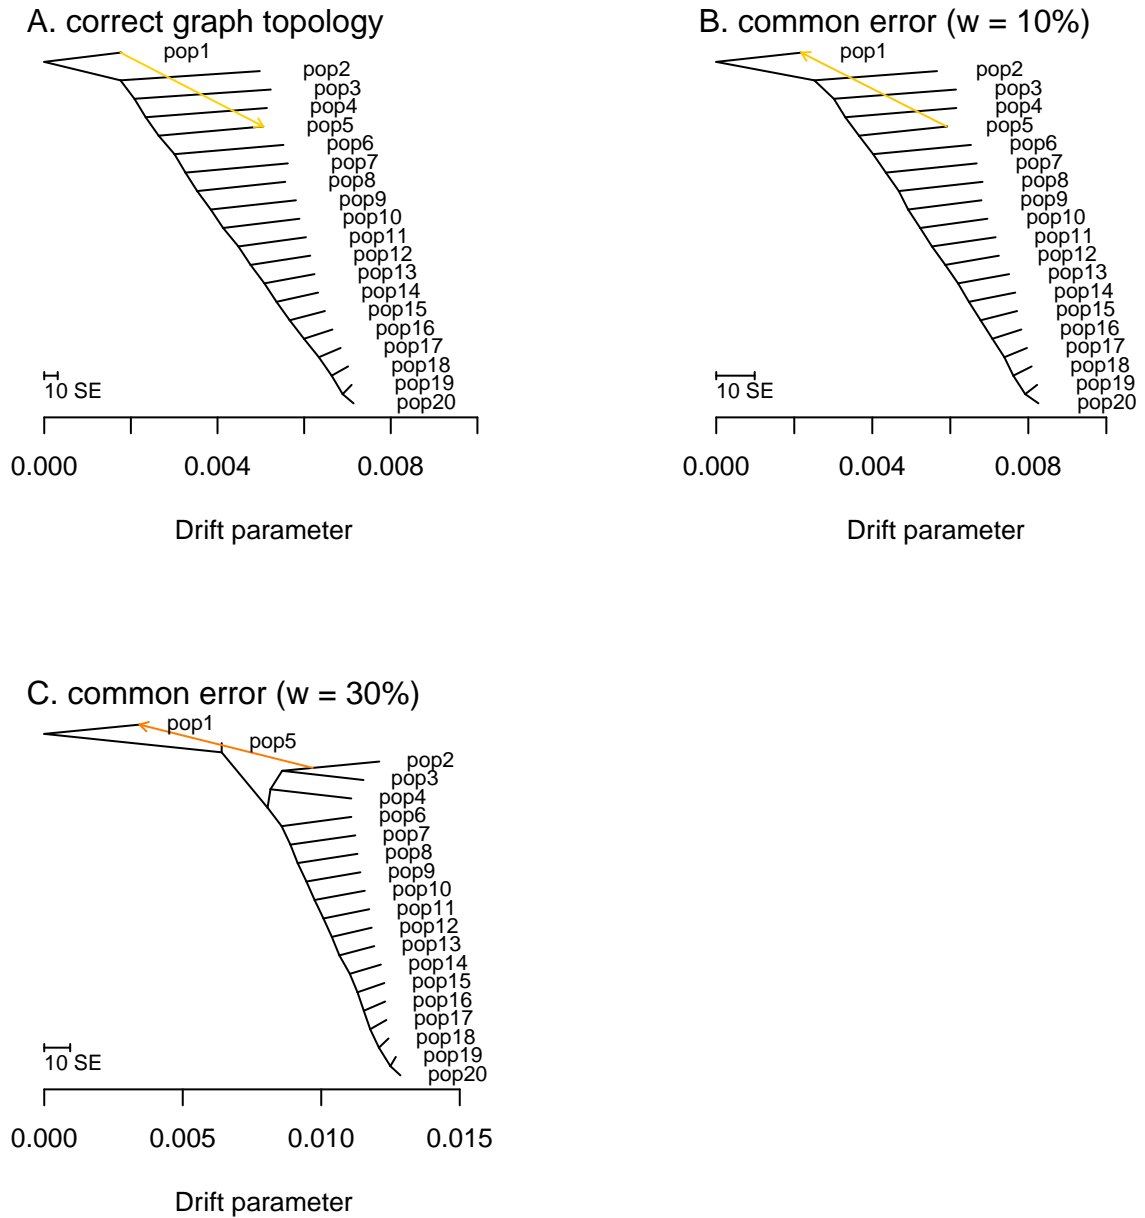 A. correct graph topology
pop1
pop2
pop3
pop4
pop5
pop6
pop7
pop8
pop9
pop10
pop11
pop12
pop13
pop14
pop15
pop16
pop17
pop18
pop19
pop20
10 SE
0.000 0.004 0.008
Drift parameter
B. common error (w = 10%)
pop1
pop2
pop3
pop4
pop5
pop6
pop7
pop8
pop9
pop10
pop11
pop12
pop13
pop14
pop15
pop16
pop17
pop18
pop19
pop20
10 SE
0.000 0.004 0.008
Drift parameter
C. common error (w = 30%)
pop1
pop5
pop2
pop3
pop4
pop6
pop7
pop8
pop9
pop10
pop11
pop12
pop13
pop14
pop15
pop16
pop17
pop18
pop19
pop20
10 SE
0.000 0.005 0.010 0.015
Drift parameter